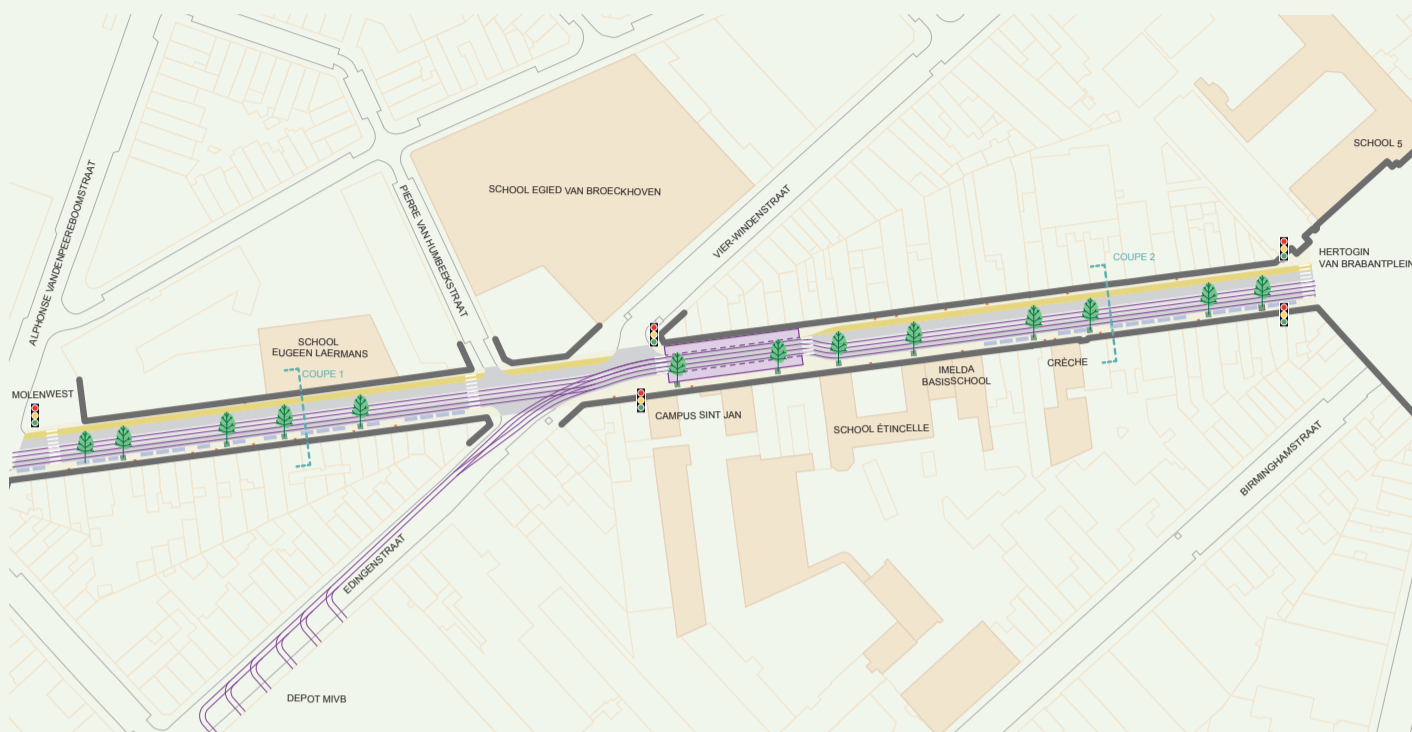 SCHOOL 5
SCHOOL EGIED VAN BROECKHOVEN
ALPHONSE VANDENPEEREBOOMSTRAAT
PIERRE VAN HUMBEEKSTRAAT
VIER-WINDENSTRAAT
HERTOGIN
VAN BRABANTPLEIN
COUPE 2
SCHOOL
EUGEEN LAERMANS
COUPE 1
MOLENWEST
CRÈCHE
IMELDA
BASISSCHOOL
CAMPUS SINT JAN
SCHOOL ÉTINCELLE
BIRMINGHAMSTRAAT
EDINGENSTRAAT
DEPOT MIVB